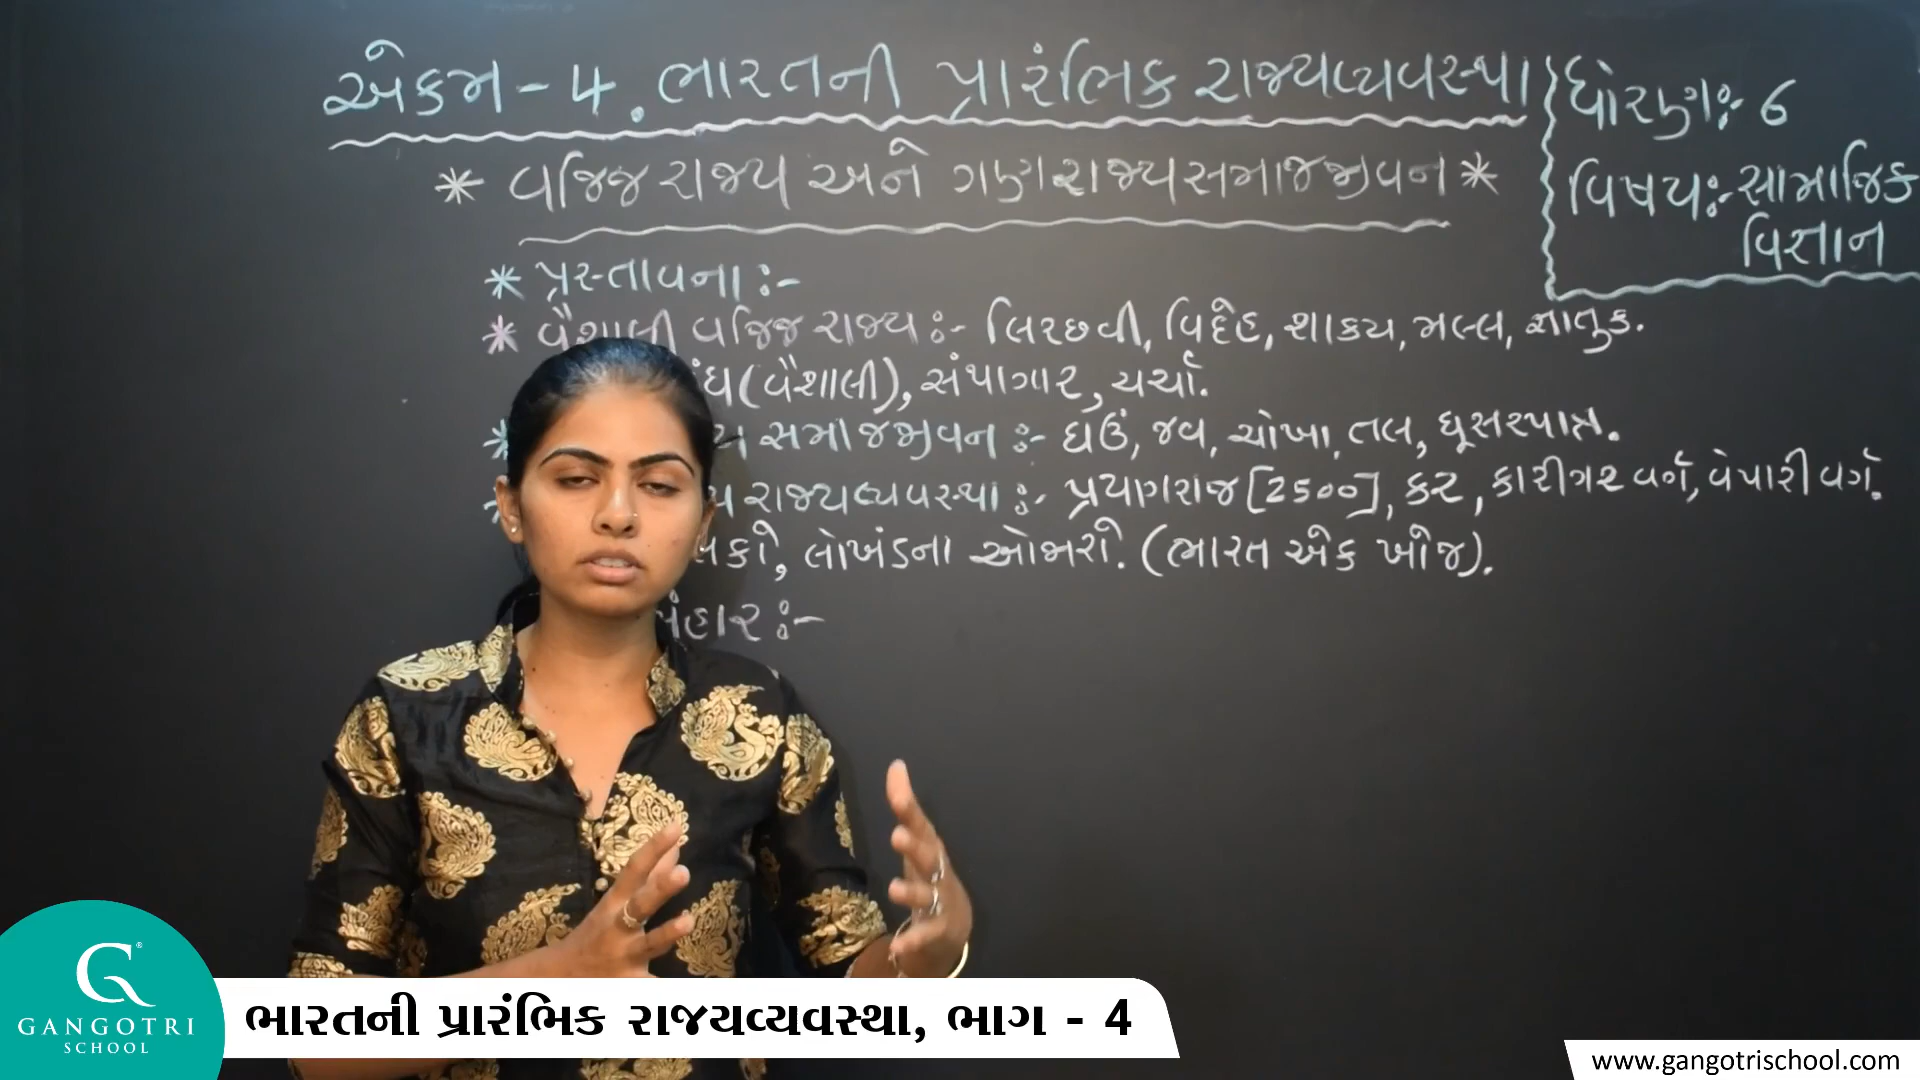 એકમ - 4. ભારતની પ્રારંભિક રાજ્યવ્યવસ્થા
ધોરણ:- 6
વિષય:- સામાજિક
વિજ્ઞાન
* વજ્જિ રાજ્ય અને ગણરાજ્ય સમાજજીવન *
* પ્રસ્તાવના :-
* વૈશાલી વજ્જિ રાજ્ય :- લિચ્છવી, વિદેહ, શાક્ય, મલ્લ, જ્ઞાતુક.
(વૈશાલી), સંથાગાર, ચર્ચા.
* સમાજજીવન :- ઘઉં, જવ, ચોખા, તલ, ધૂસરપાત્ર.
રાજ્યવ્યવસ્થા :- પ્રયાગરાજ [2500], કર, કારીગર વર્ગ, વેપારી વર્ગ.
લોખંડના ઓજારો. (ભારત એક ખોજ).
GANGOTRI
SCHOOL
ભારતની પ્રારંભિક રાજયવ્યવસ્થા, ભાગ - 4
www.gangotrischool.com